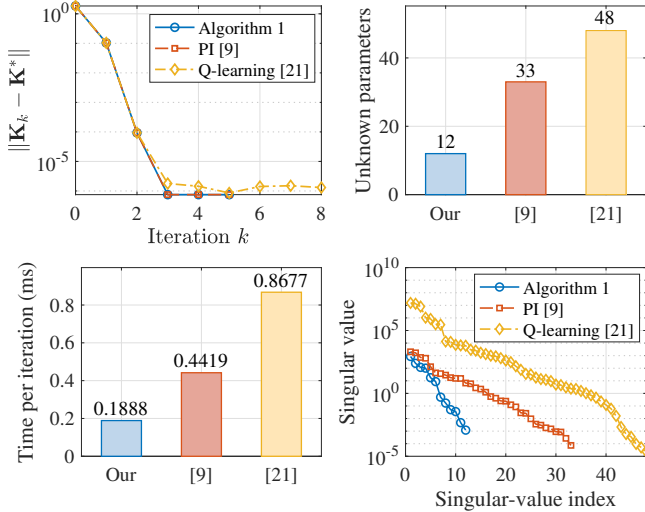 10^0
10^-5
‖K_k − K*‖
0 2 4 6 8
Iteration k
Algorithm 1
PI [9]
Q-learning [21]
Unknown parameters
40
20
0
12
33
48
Our [9] [21]
Time per iteration (ms)
0.8
0.6
0.4
0.2
0
0.1888
0.4419
0.8677
Our [9] [21]
Singular value
10^10
10^5
10^0
10^-5
Algorithm 1
PI [9]
Q-learning [21]
0 10 20 30 40
Singular-value index